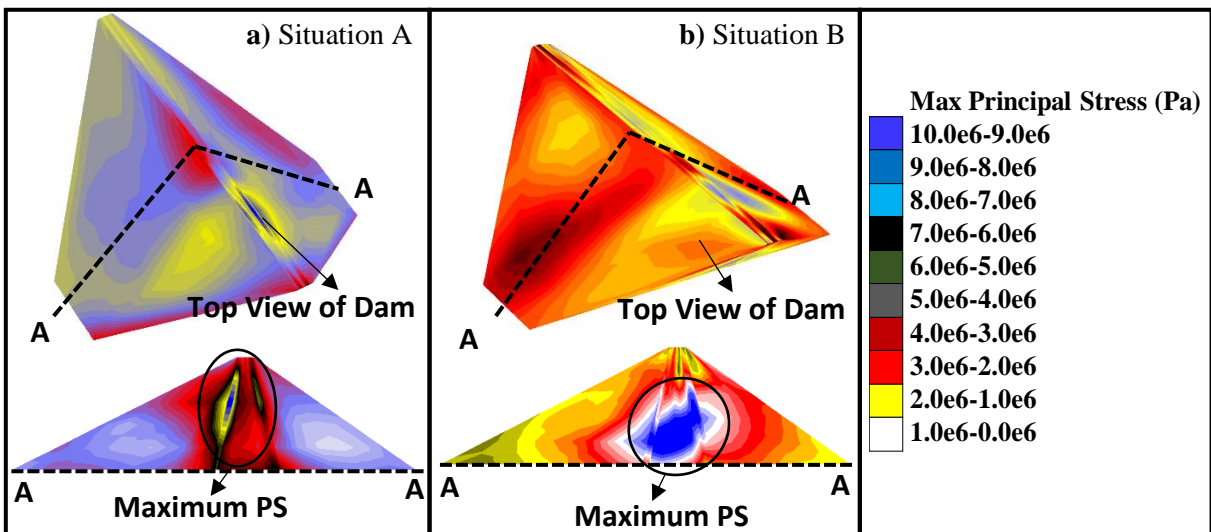 a) Situation A
A
Top View of Dam
A
A
A
Maximum PS
b) Situation B
A
Top View of Dam
A
A
A
Maximum PS
Max Principal Stress (Pa)
10.0e6-9.0e6
9.0e6-8.0e6
8.0e6-7.0e6
7.0e6-6.0e6
6.0e6-5.0e6
5.0e6-4.0e6
4.0e6-3.0e6
3.0e6-2.0e6
2.0e6-1.0e6
1.0e6-0.0e6